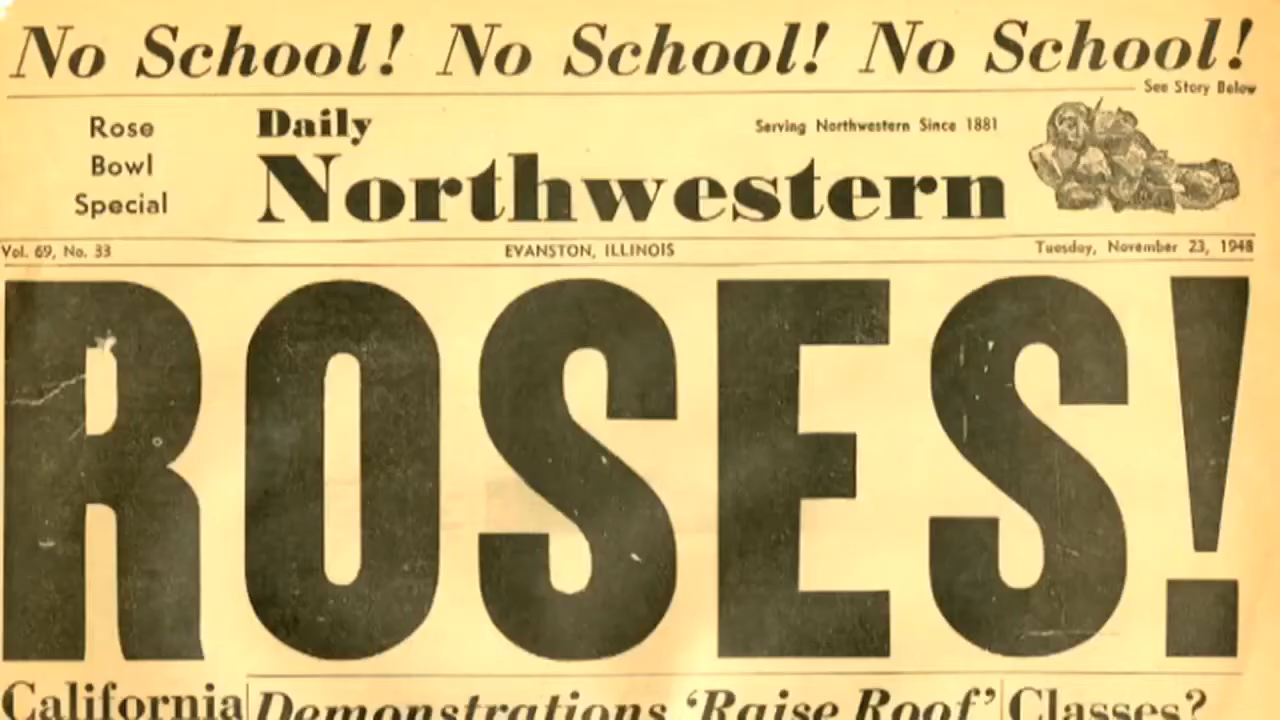 No School! No School! No School!
See Story Below
Rose
Bowl
Special
Daily
Northwestern
Serving Northwestern Since 1881
Vol. 69, No. 33
EVANSTON, ILLINOIS
Tuesday, November 23, 1948
ROSES!
California
Demonstrations ‘Raise Roof’
Classes?